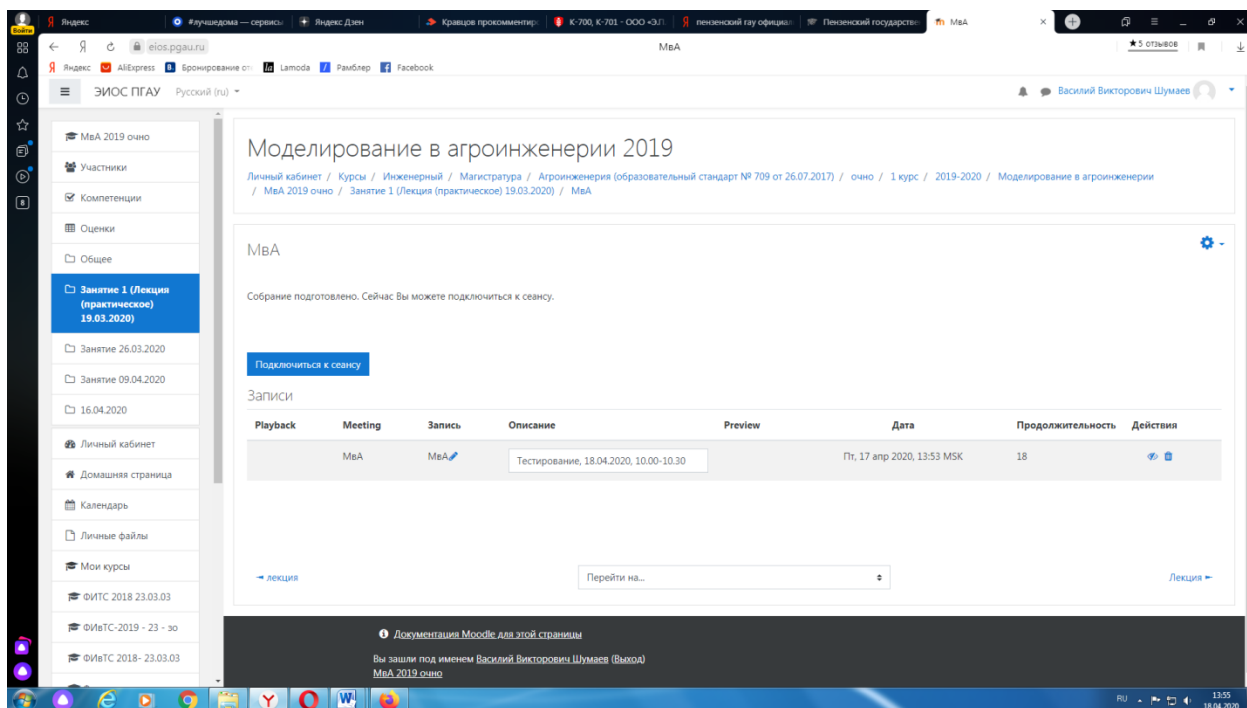 Войти
Яндекс
#лучшедома — сервисы
Яндекс Дзен
Кравцов прокомментиро
К-700, К-701 - ООО «ЭЛ
пензенский гау официал
Пензенский государстве
МвА
eios.pgau.ru
МвА
★5 отзывов
Яндекс
AliExpress
Бронирование от
Lamoda
Рамблер
Facebook
ЭИОС ПГАУ
Русский (ru)
Василий Викторович Шумаев
МвА 2019 очно
Участники
Компетенции
Оценки
Общее
Занятие 1 (Лекция
(практическое)
19.03.2020)
Занятие 26.03.2020
Занятие 09.04.2020
16.04.2020
Личный кабинет
Домашняя страница
Календарь
Личные файлы
Мои курсы
ФИТС 2018 23.03.03
ФИвТС-2019 - 23 - зо
ФИвТС 2018- 23.03.03
Моделирование в агроинженерии 2019
Личный кабинет / Курсы / Инженерный / Магистратура / Агроинженерия (образовательный стандарт № 709 от 26.07.2017) / очно / 1 курс / 2019-2020 / Моделирование в агроинженерии
/ МвА 2019 очно / Занятие 1 (Лекция (практическое) 19.03.2020) / МвА
МвА
Собрание подготовлено. Сейчас Вы можете подключиться к сеансу.
Подключиться к сеансу
Записи
Playback Meeting Запись Описание Preview Дата Продолжительность Действия
МвА МвА Тестирование, 18.04.2020, 10.00-10.30 Пт, 17 апр 2020, 13:53 MSK 18
◄ лекция
Перейти на...
Лекция ►
Документация Moodle для этой страницы
Вы зашли под именем Василий Викторович Шумаев (Выход)
МвА 2019 очно
RU
13:55
18.04.2020